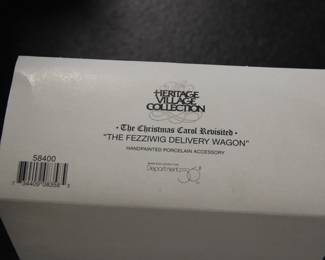 HERITAGE
VILLAGE
COLLECTION
• The Christmas Carol Revisited •
"THE FEZZIWIG DELIVERY WAGON"
HANDPAINTED PORCELAIN ACCESSORY
58400
Department 56